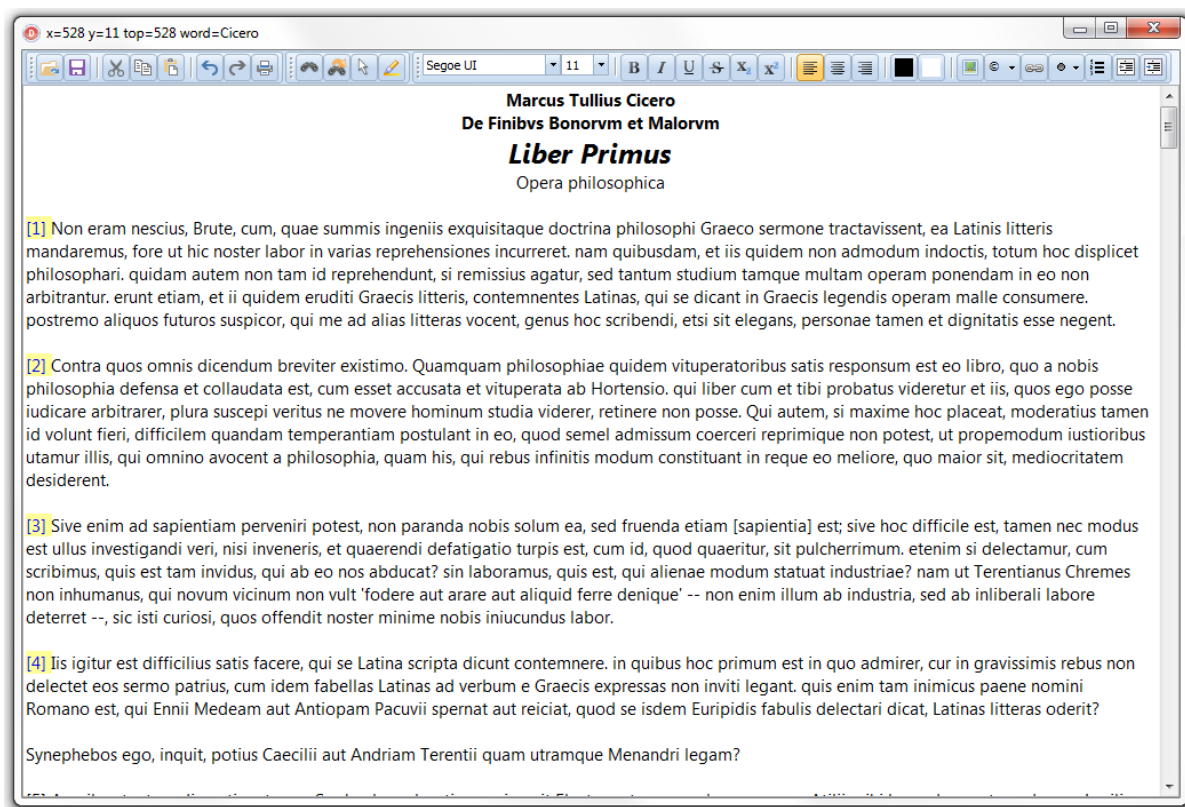 x=528 y=11 top=528 word=Cicero
Segoe UI 11 B I U S X₂ X²
Marcus Tullius Cicero
De Finibvs Bonorvm et Malorvm
Liber Primus
Opera philosophica
[1] Non eram nescius, Brute, cum, quae summis ingeniis exquisitaque doctrina philosophi Graeco sermone tractavissent, ea Latinis litteris
mandaremus, fore ut hic noster labor in varias reprehensiones incurreret. nam quibusdam, et iis quidem non admodum indoctis, totum hoc displicet
philosophari. quidam autem non tam id reprehendunt, si remissius agatur, sed tantum studium tamque multam operam ponendam in eo non
arbitrantur. erunt etiam, et ii quidem eruditi Graecis litteris, contemnentes Latinas, qui se dicant in Graecis legendis operam malle consumere.
postremo aliquos futuros suspicor, qui me ad alias litteras vocent, genus hoc scribendi, etsi sit elegans, personae tamen et dignitatis esse negent.
[2] Contra quos omnis dicendum breviter existimo. Quamquam philosophiae quidem vituperatoribus satis responsum est eo libro, quo a nobis
philosophia defensa et collaudata est, cum esset accusata et vituperata ab Hortensio. qui liber cum et tibi probatus videretur et iis, quos ego posse
iudicare arbitrarer, plura suscepi veritus ne movere hominum studia viderer, retinere non posse. Qui autem, si maxime hoc placeat, moderatius tamen
id volunt fieri, difficilem quandam temperantiam postulant in eo, quod semel admissum coerceri reprimique non potest, ut propemodum iustioribus
utamur illis, qui omnino avocent a philosophia, quam his, qui rebus infinitis modum constituant in reque eo meliore, quo maior sit, mediocritatem
desiderent.
[3] Sive enim ad sapientiam perveniri potest, non paranda nobis solum ea, sed fruenda etiam [sapientia] est; sive hoc difficile est, tamen nec modus
est ullus investigandi veri, nisi inveneris, et quaerendi defatigatio turpis est, cum id, quod quaeritur, sit pulcherrimum. etenim si delectamur, cum
scribimus, quis est tam invidus, qui ab eo nos abducat? sin laboramus, quis est, qui alienae modum statuat industriae? nam ut Terentianus Chremes
non inhumanus, qui novum vicinum non vult 'fodere aut arare aut aliquid ferre denique' -- non enim illum ab industria, sed ab inliberali labore
deterret --, sic isti curiosi, quos offendit noster minime nobis iniucundus labor.
[4] Iis igitur est difficilius satis facere, qui se Latina scripta dicunt contemnere. in quibus hoc primum est in quo admirer, cur in gravissimis rebus non
delectet eos sermo patrius, cum idem fabellas Latinas ad verbum e Graecis expressas non inviti legant. quis enim tam inimicus paene nomini
Romano est, qui Ennii Medeam aut Antiopam Pacuvii spernat aut reiciat, quod se isdem Euripidis fabulis delectari dicat, Latinas litteras oderit?
Synephebos ego, inquit, potius Caecilii aut Andriam Terentii quam utramque Menandri legam?